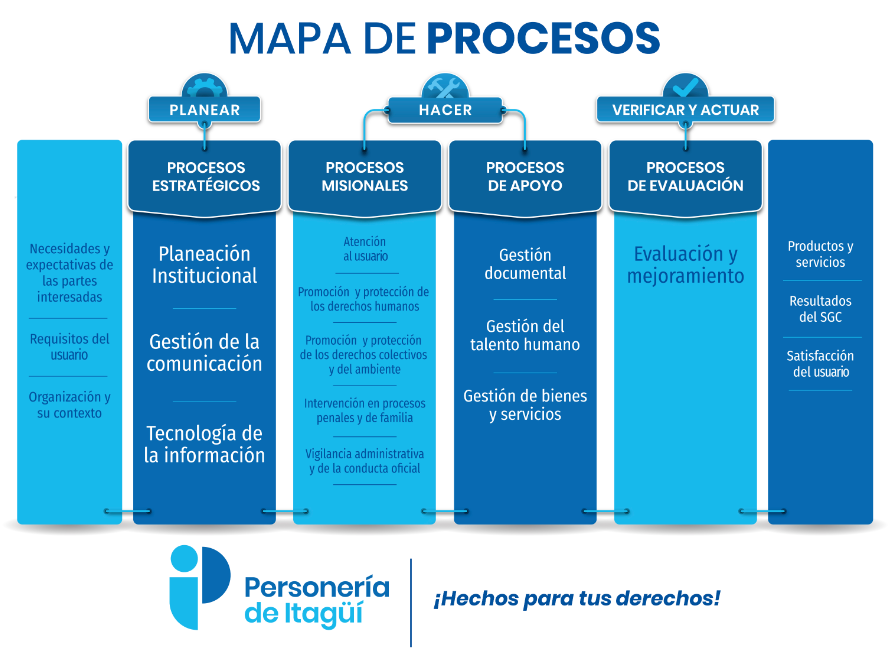 MAPA DE PROCESOS
PLANEAR
HACER
VERIFICAR Y ACTUAR
Necesidades y
expectativas de
las partes
interesadas
Requisitos del
usuario
Organización y
su contexto
PROCESOS
ESTRATÉGICOS
Planeación
Institucional
Gestión de la
comunicación
Tecnología de
la información
PROCESOS
MISIONALES
Atención
al usuario
Promoción y protección de
los derechos humanos
Promoción y protección
de los derechos colectivos
y del ambiente
Intervención en procesos
penales y de familia
Vigilancia administrativa
y de la conducta oficial
PROCESOS
DE APOYO
Gestión
documental
Gestión del
talento humano
Gestión de bienes
y servicios
PROCESOS
DE EVALUACIÓN
Evaluación y
mejoramiento
Productos y
servicios
Resultados
del SGC
Satisfacción
del usuario
Personería
de Itagüí
¡Hechos para tus derechos!